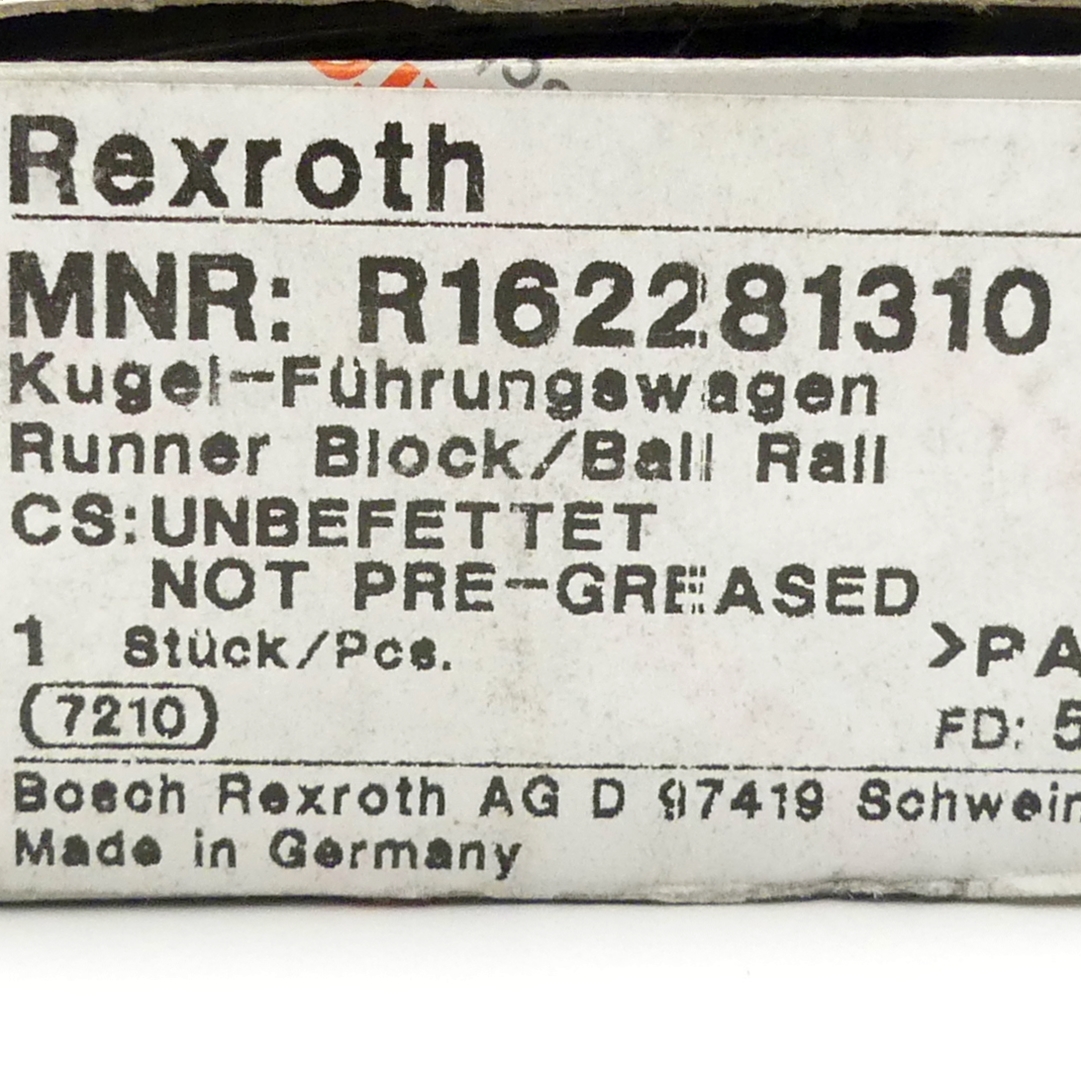 Rexroth
MNR: R162281310
Kugel-Führungswagen
Runner Block/Ball Rail
CS:UNBEFETTET
NOT PRE-GREASED
1 Stück/Pcs.
>PA
(7210)
FD: 5
Bosch Rexroth AG D 97419 Schwein
Made in Germany